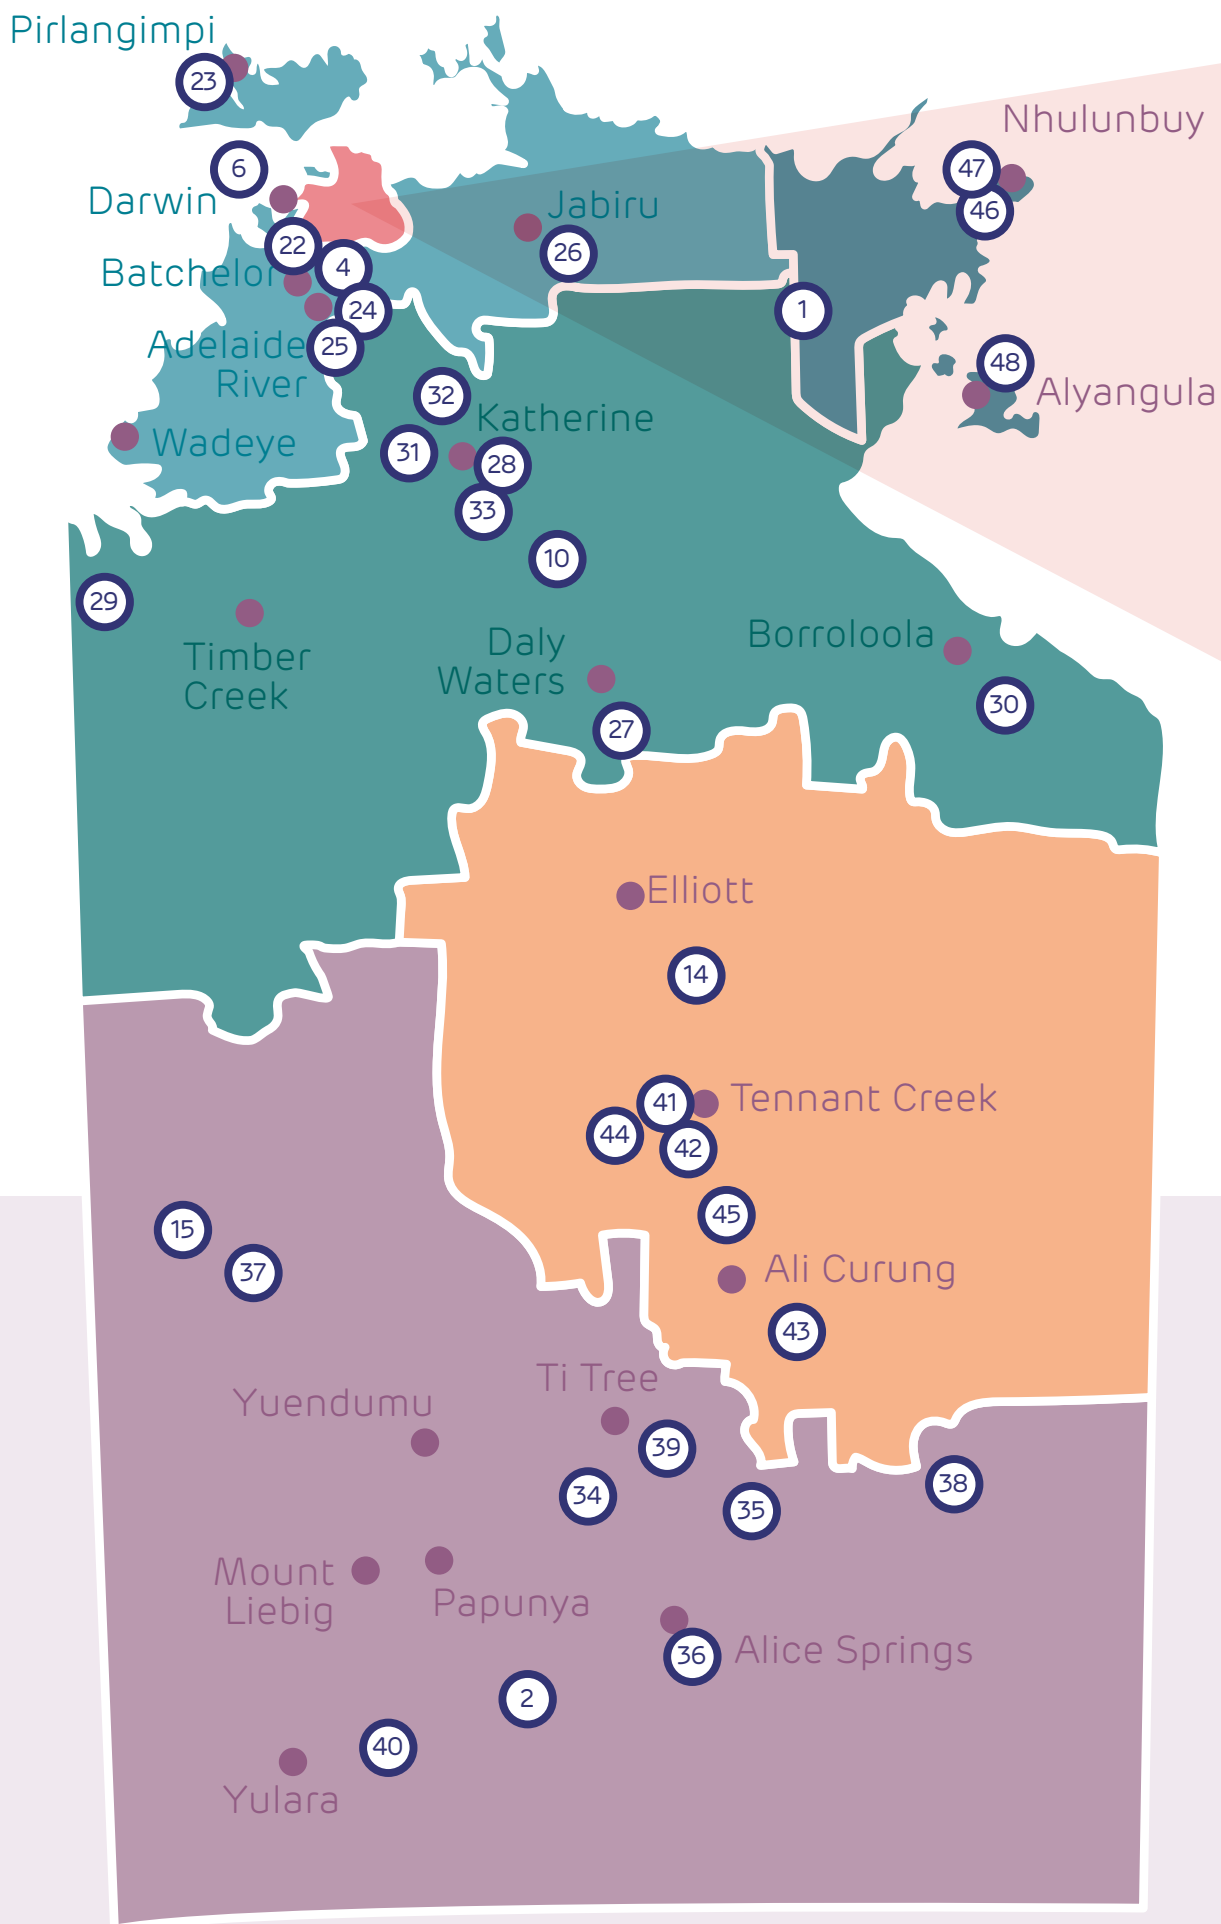 Pirlangimpi
23
Nhulunbuy
6
47
Darwin
46
Jabiru
22
26
4
Batchelor
1
24
25
Adelaide
River
48
Alyangula
32
Katherine
31
28
Wadeye
33
10
29
Timber
Creek
Daly
Waters
Borroloola
27
30
Elliott
14
41
Tennant Creek
44
42
45
15
37
Ali Curung
43
Ti Tree
Yuendumu
39
34
35
38
Mount
Liebig
Papunya
36
Alice Springs
2
40
Yulara